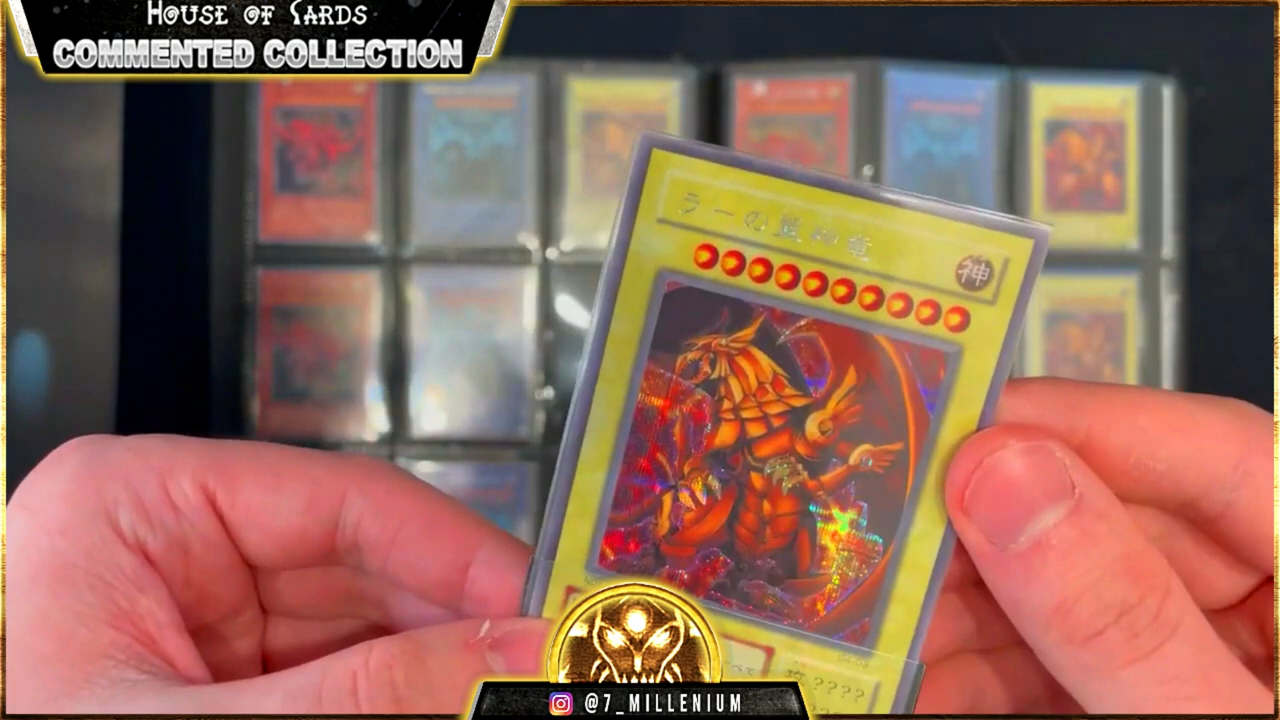 HOUSE OF CARDS
COMMENTED COLLECTION
ラーの翼神竜
神
????
@7_MILLENIUM